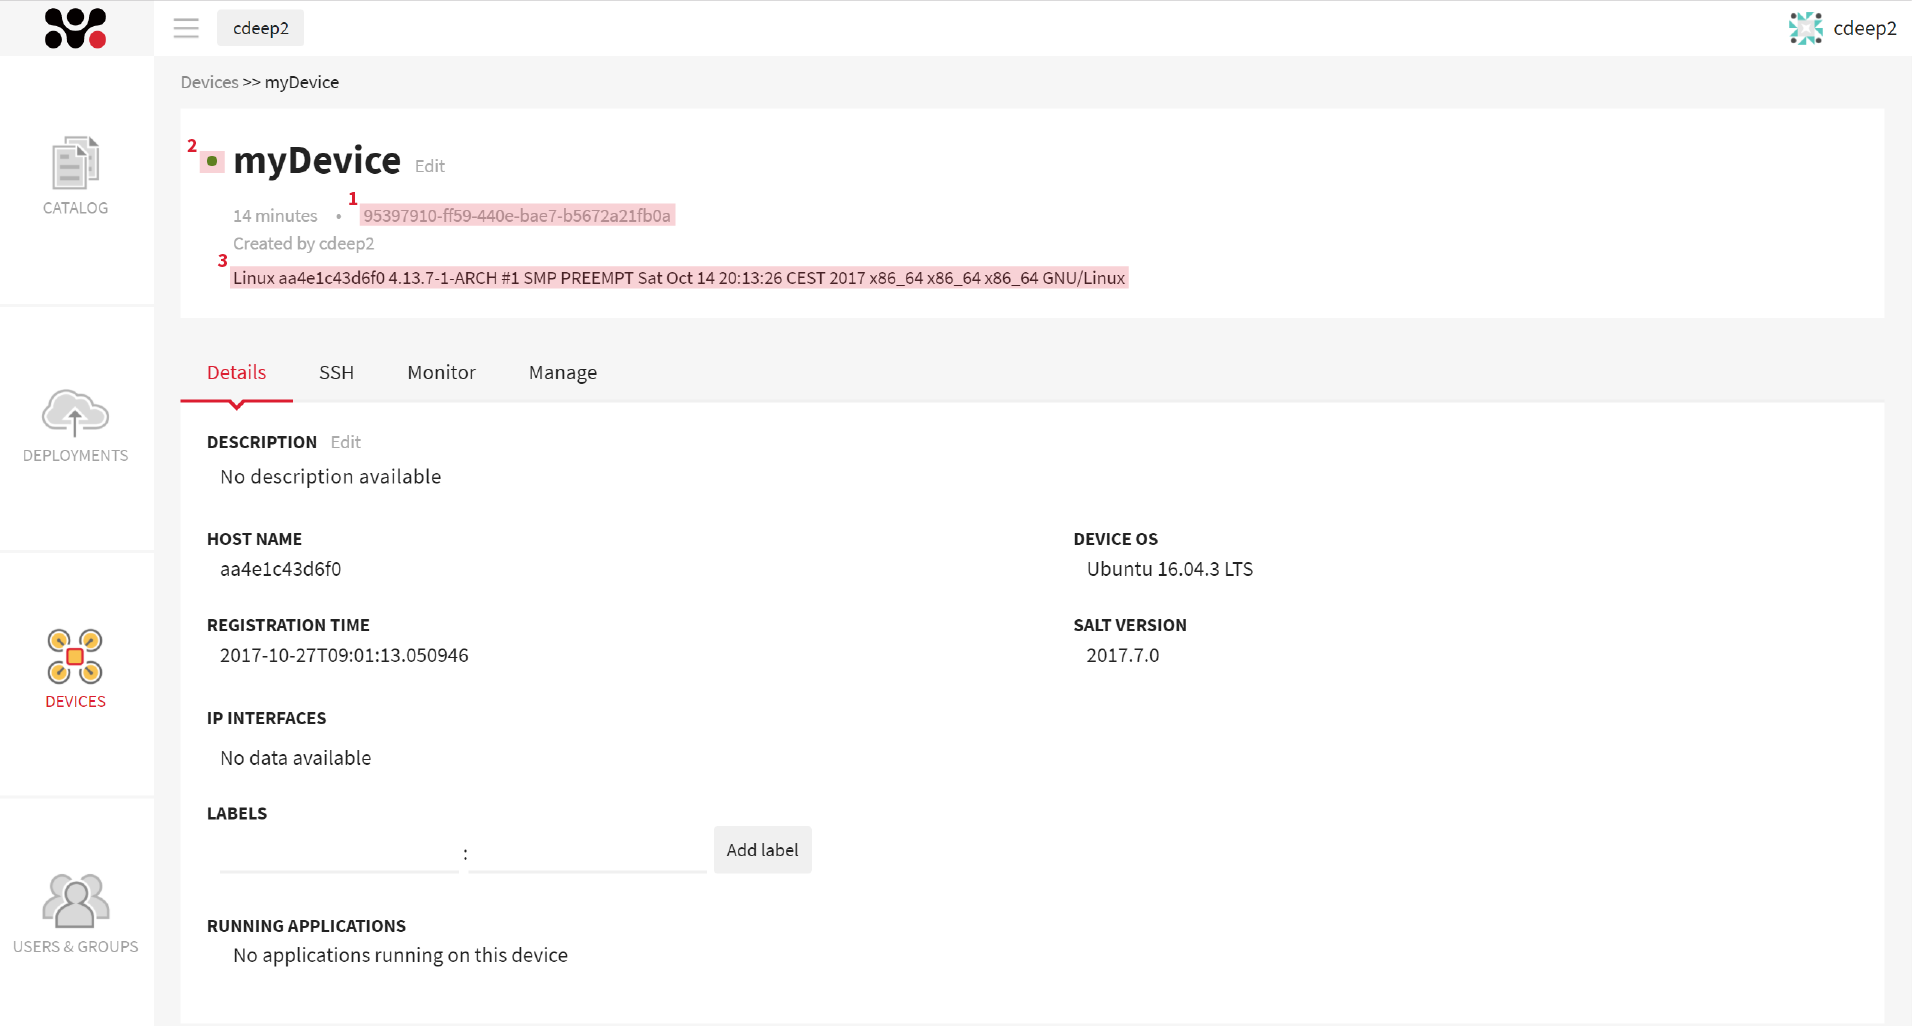 cdeep2
cdeep2
Devices >> myDevice
2
myDevice Edit
1
14 minutes • 95397910-ff59-440e-bae7-b5672a21fb0a
Created by cdeep2
3
Linux aa4e1c43d6f0 4.13.7-1-ARCH #1 SMP PREEMPT Sat Oct 14 20:13:26 CEST 2017 x86_64 x86_64 x86_64 GNU/Linux
CATALOG
DEPLOYMENTS
DEVICES
USERS & GROUPS
Details SSH Monitor Manage
DESCRIPTION Edit
No description available
HOST NAME
aa4e1c43d6f0
DEVICE OS
Ubuntu 16.04.3 LTS
REGISTRATION TIME
2017-10-27T09:01:13.050946
SALT VERSION
2017.7.0
IP INTERFACES
No data available
LABELS
: Add label
RUNNING APPLICATIONS
No applications running on this device